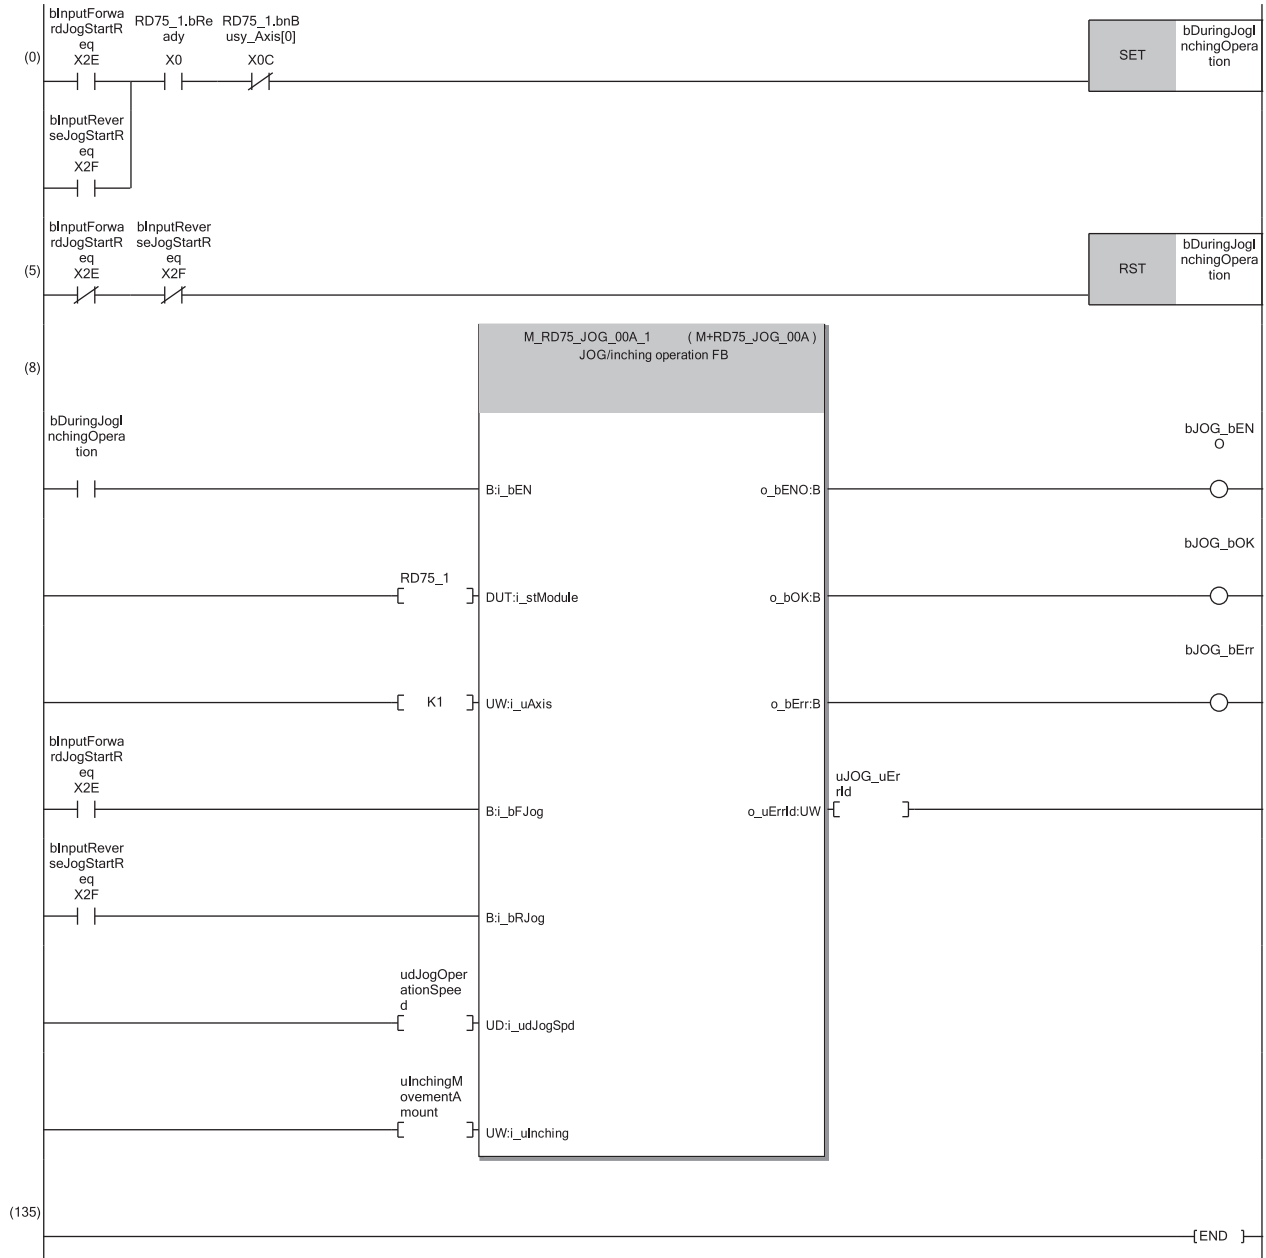 bInputForwa
rdJogStartR
eq
X2E
RD75_1.bRe
ady
X0
RD75_1.bnB
usy_Axis[0]
X0C
(0)
SET
bDuringJogI
nchingOpera
tion
bInputRever
seJogStartR
eq
X2F
bInputForwa
rdJogStartR
eq
X2E
bInputRever
seJogStartR
eq
X2F
(5)
RST
bDuringJogI
nchingOpera
tion
(8)
M_RD75_JOG_00A_1 ( M+RD75_JOG_00A )
JOG/inching operation FB
bDuringJogI
nchingOpera
tion
B:i_bEN
o_bENO:B
bJOG_bEN
O
RD75_1
DUT:i_stModule
o_bOK:B
bJOG_bOK
K1
UW:i_uAxis
o_bErr:B
bJOG_bErr
bInputForwa
rdJogStartR
eq
X2E
B:i_bFJog
o_uErrId:UW
uJOG_uEr
rId
bInputRever
seJogStartR
eq
X2F
B:i_bRJog
udJogOper
ationSpee
d
UD:i_udJogSpd
uInchingM
ovementA
mount
UW:i_uInching
(135)
END